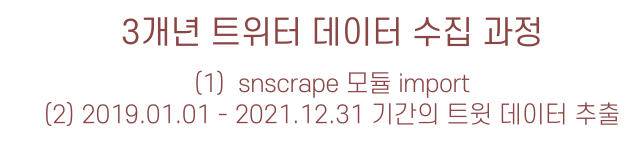 3개년 트위터 데이터 수집 과정
(1) snscrape 모듈 import
(2) 2019.01.01 - 2021.12.31 기간의 트윗 데이터 추출